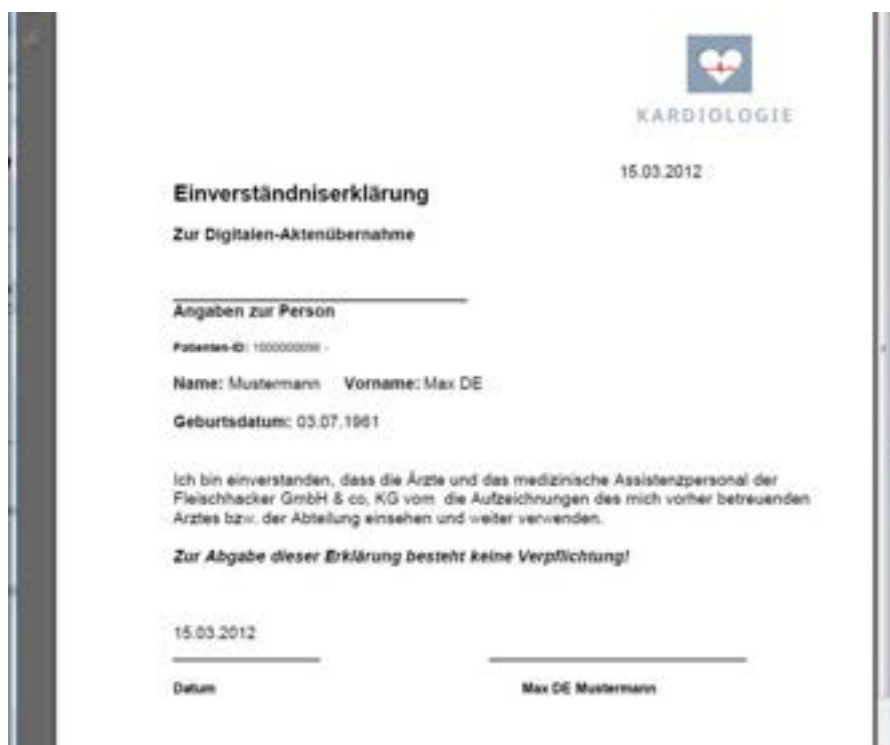 KARDIOLOGIE
15.03.2012
Einverständniserklärung
Zur Digitalen-Aktenübernahme
Angaben zur Person
Patienten-ID:
Name: Mustermann Vorname: Max DE
Geburtsdatum: 03.07.1961
Ich bin einverstanden, dass die Ärzte und das medizinische Assistenzpersonal der
Fleischhacker GmbH & co, KG vom die Aufzeichnungen des mich vorher betreuenden
Arztes bzw. der Abteilung einsehen und weiter verwenden.
Zur Abgabe dieser Erklärung besteht keine Verpflichtung!
15.03.2012
Datum Max DE Mustermann